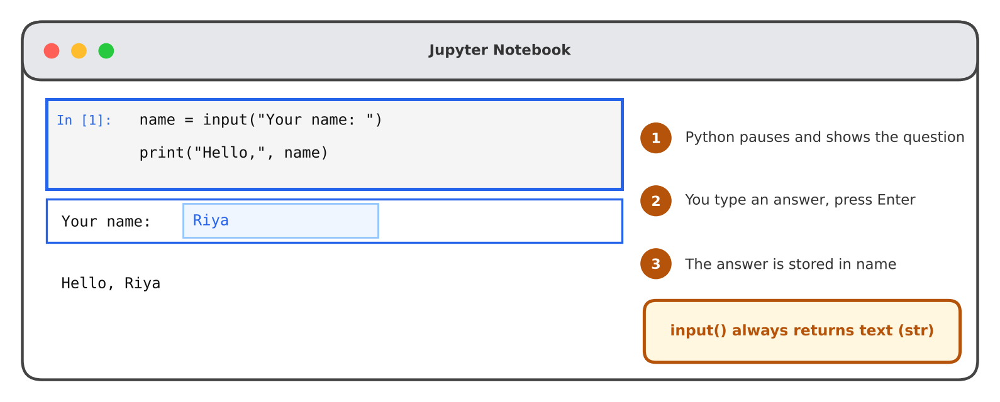 Jupyter Notebook
In [1]: name = input("Your name: ")
print("Hello,", name)
Your name: Riya
Hello, Riya
1 Python pauses and shows the question
2 You type an answer, press Enter
3 The answer is stored in name
input() always returns text (str)